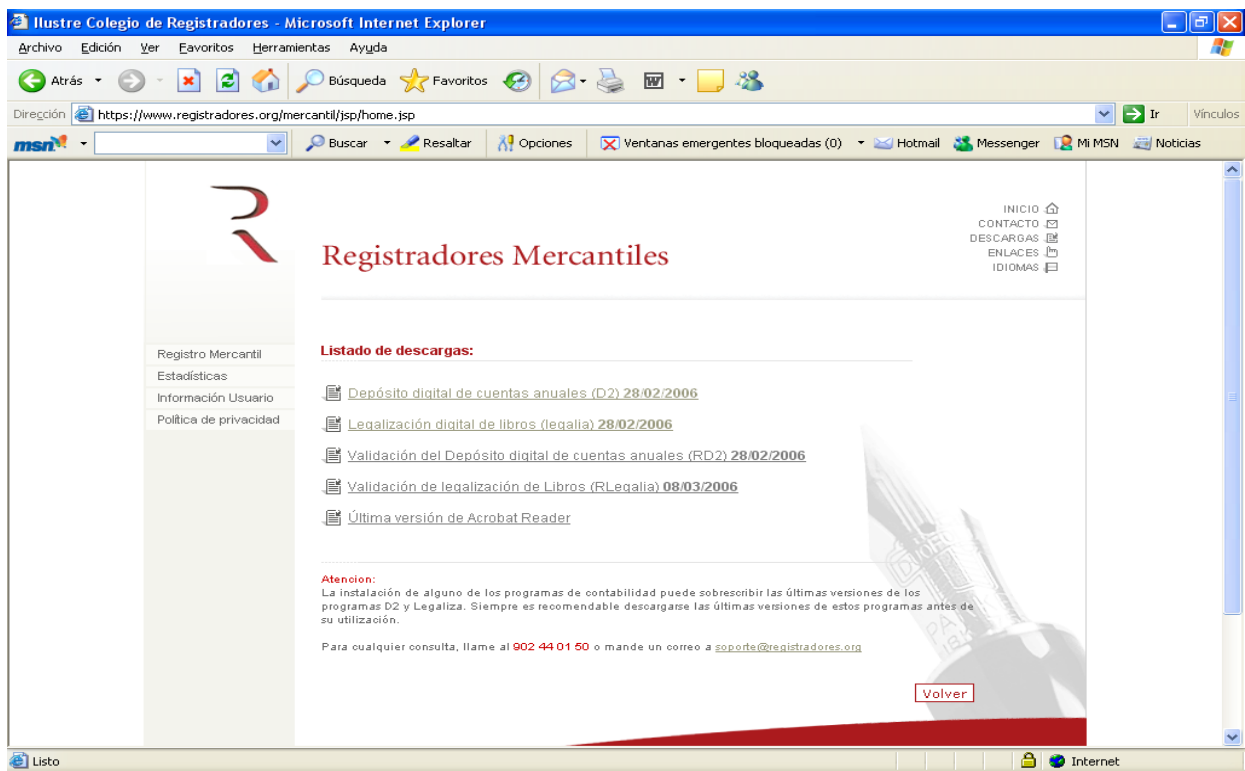 Ilustre Colegio de Registradores - Microsoft Internet Explorer
Archivo Edición Ver Favoritos Herramientas Ayuda
Atrás Búsqueda Favoritos
Dirección https://www.registradores.org/mercantil/jsp/home.jsp Ir Vínculos
msn Buscar Resaltar Opciones Ventanas emergentes bloqueadas (0) Hotmail Messenger Mi MSN Noticias
INICIO
CONTACTO
DESCARGAS
ENLACES
IDIOMAS
Registradores Mercantiles
Registro Mercantil
Estadísticas
Información Usuario
Política de privacidad
Listado de descargas:
Depósito digital de cuentas anuales (D2) 28/02/2006
Legalización digital de libros (legalia) 28/02/2006
Validación del Depósito digital de cuentas anuales (RD2) 28/02/2006
Validación de legalización de Libros (RLegalia) 08/03/2006
Última versión de Acrobat Reader
Atencion:
La instalación de alguno de los programas de contabilidad puede sobrescribir las últimas versiones de los
programas D2 y Legaliza. Siempre es recomendable descargarse las últimas versiones de estos programas antes de
su utilización.
Para cualquier consulta, llame al 902 44 01 50 o mande un correo a soporte@registradores.org
Volver
Listo Internet